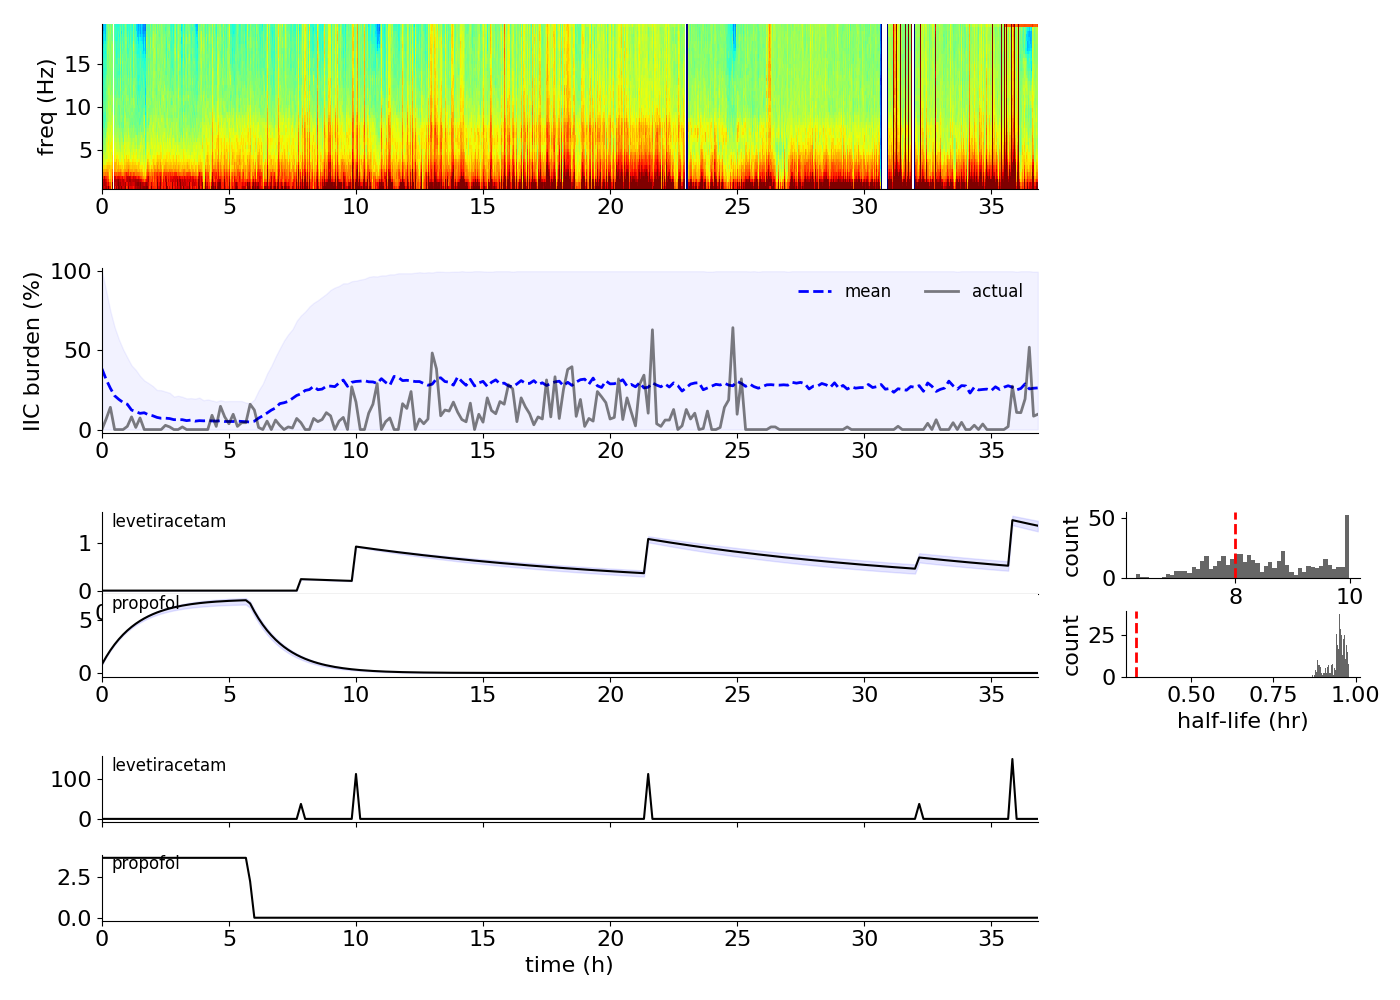 freq (Hz)
15
10
5
0 5 10 15 20 25 30 35
IIC burden (%)
100
50
0
mean actual
0 5 10 15 20 25 30 35
levetiracetam
1
0
0
propofol
5
0
0 5 10 15 20 25 30 35
count
50
0
8 10
count
25
0
0.50 0.75 1.00
half-life (hr)
levetiracetam
100
0
propofol
2.5
0.0
0 5 10 15 20 25 30 35
time (h)